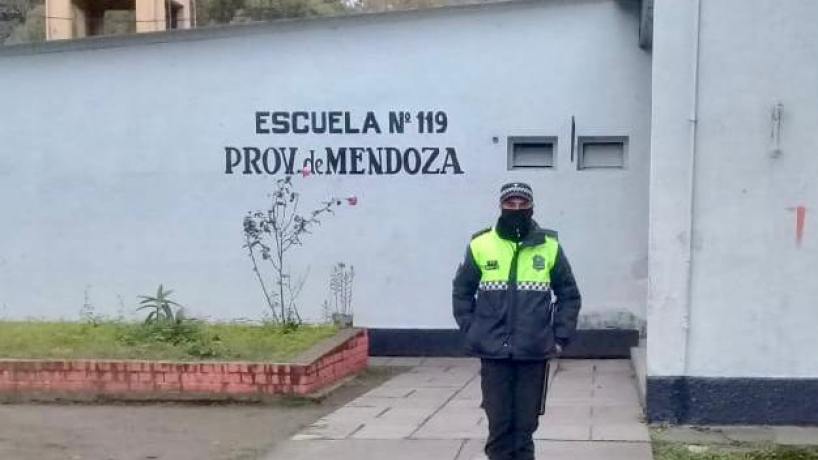 ESCUELA Nº 119
PROV. de MENDOZA